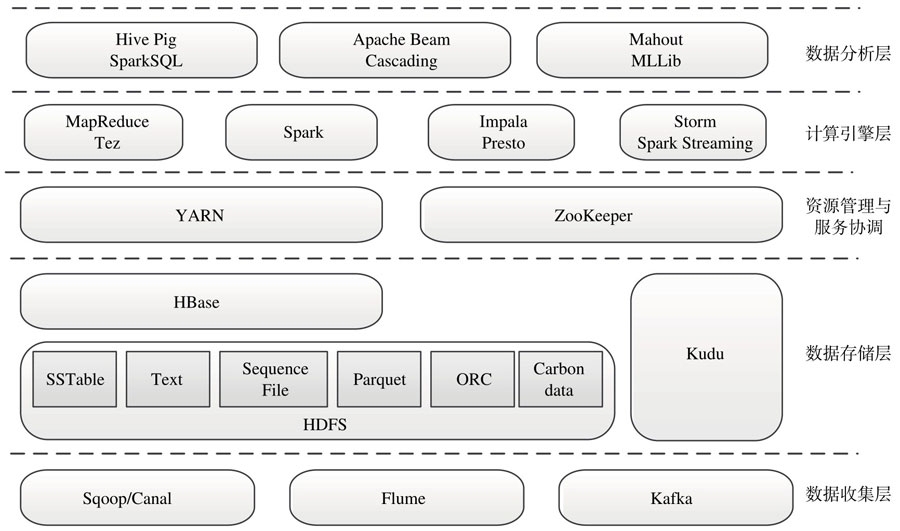 Hive Pig
SparkSQL
Apache Beam
Cascading
Mahout
MLLib
数据分析层
MapReduce
Tez
Spark
Impala
Presto
Storm
Spark Streaming
计算引擎层
YARN
ZooKeeper
资源管理与
服务协调
HBase
SSTable
Text
Sequence
File
Parquet
ORC
Carbon
data
HDFS
Kudu
数据存储层
Sqoop/Canal
Flume
Kafka
数据收集层